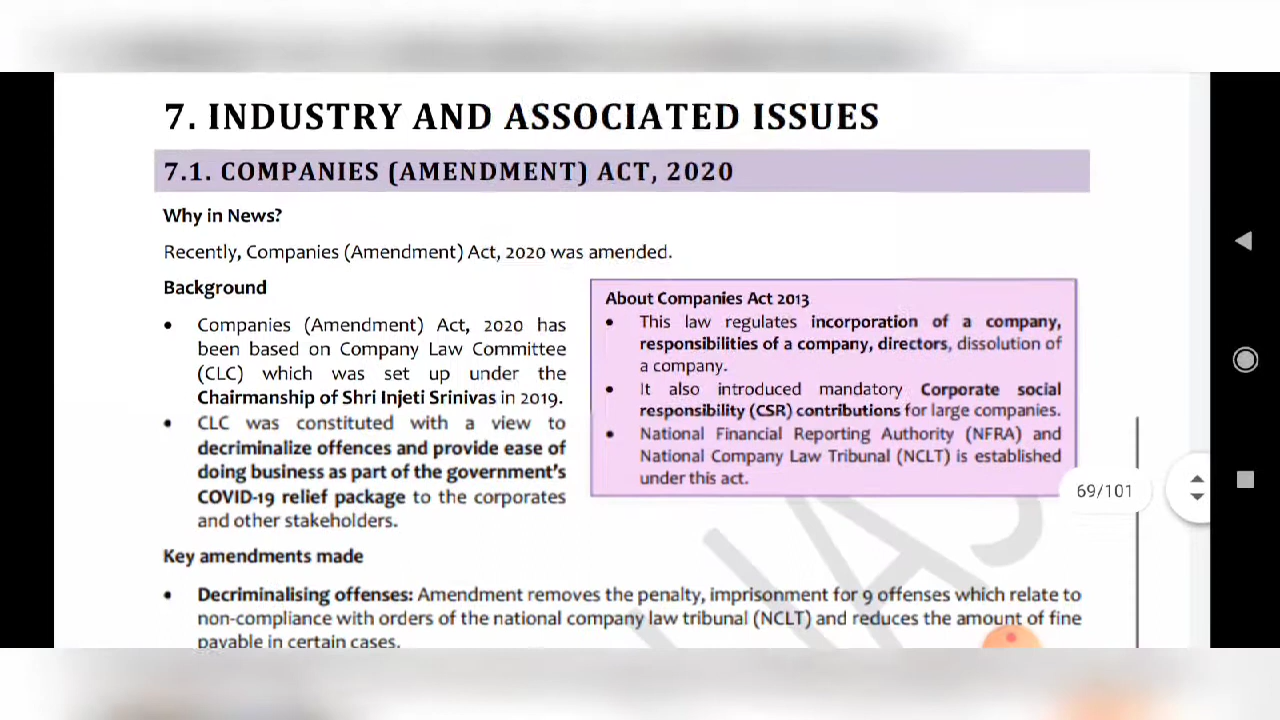 7. INDUSTRY AND ASSOCIATED ISSUES
7.1. COMPANIES (AMENDMENT) ACT, 2020
Why in News?
Recently, Companies (Amendment) Act, 2020 was amended.
Background
• Companies (Amendment) Act, 2020 has
been based on Company Law Committee
(CLC) which was set up under the
Chairmanship of Shri Injeti Srinivas in 2019.
• CLC was constituted with a view to
decriminalize offences and provide ease of
doing business as part of the government's
COVID-19 relief package to the corporates
and other stakeholders.
About Companies Act 2013
• This law regulates incorporation of a company,
responsibilities of a company, directors, dissolution of
a company.
• It also introduced mandatory Corporate social
responsibility (CSR) contributions for large companies.
• National Financial Reporting Authority (NFRA) and
National Company Law Tribunal (NCLT) is established
under this act.
69/101
Key amendments made
• Decriminalising offenses: Amendment removes the penalty, imprisonment for 9 offenses which relate to
non-compliance with orders of the national company law tribunal (NCLT) and reduces the amount of fine
payable in certain cases.
IAS